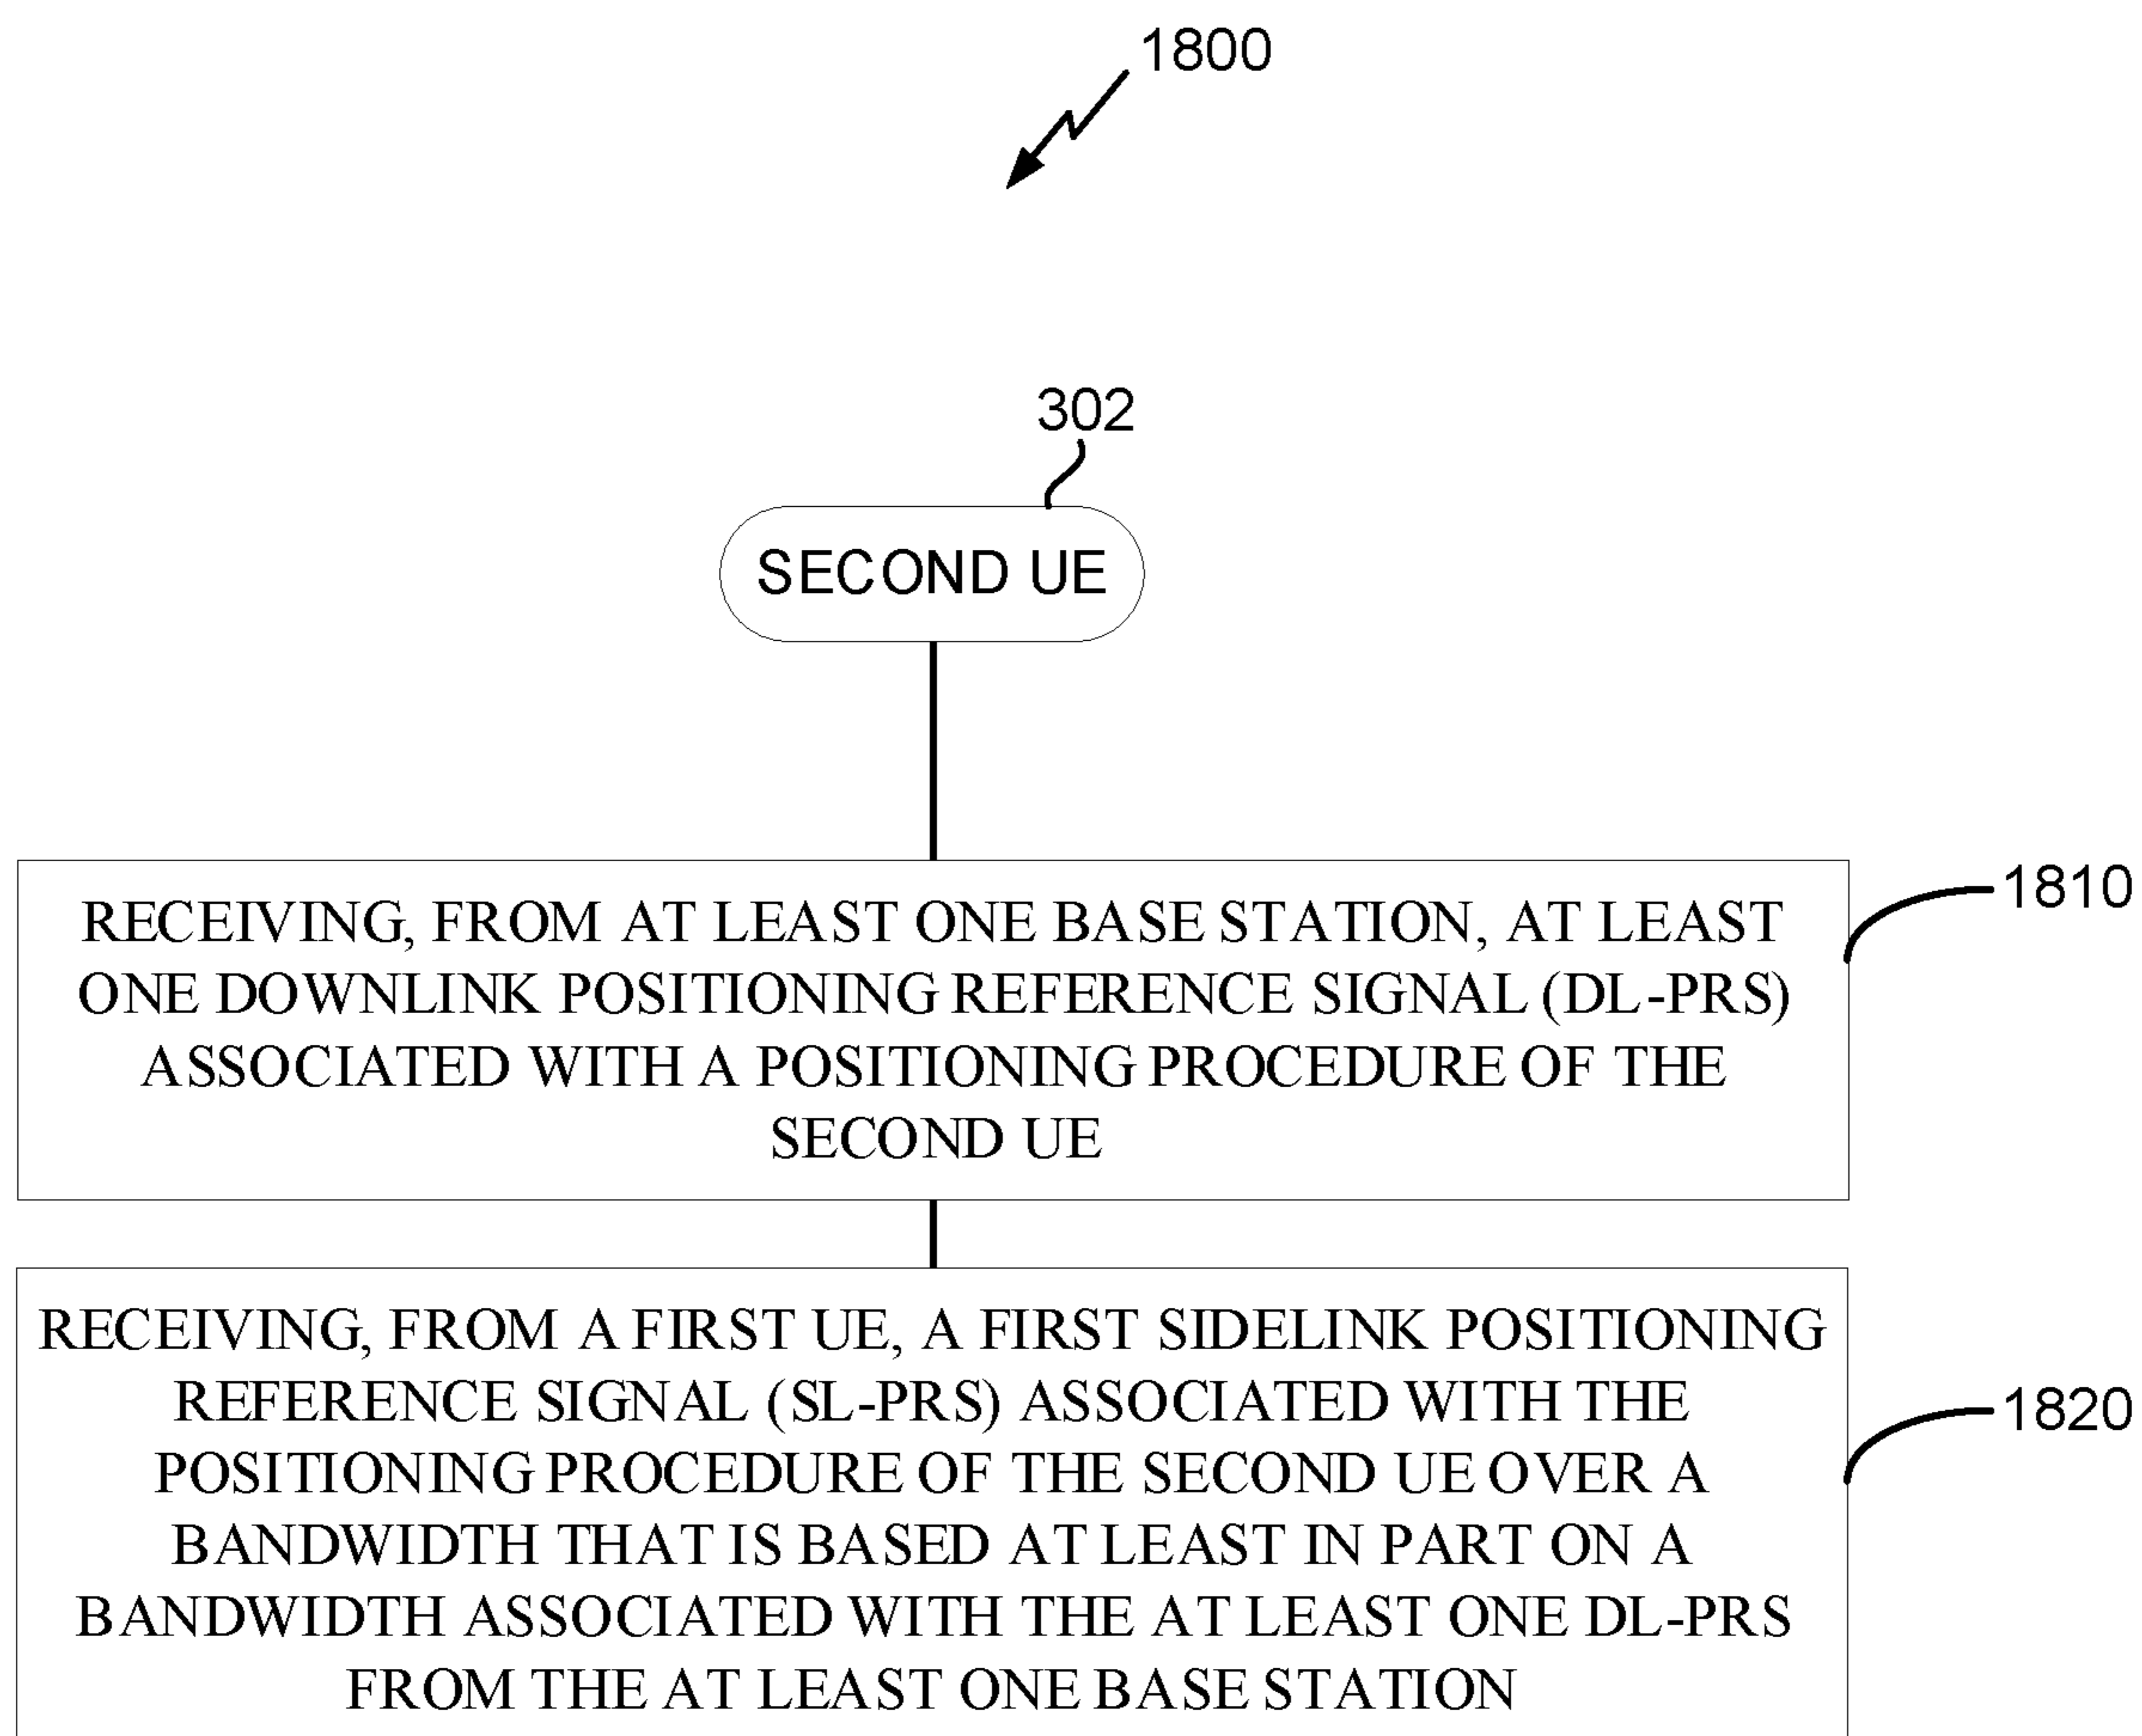 1800
302
SECOND UE
RECEIVING, FROM AT LEAST ONE BASE STATION, AT LEAST
ONE DOWNLINK POSITIONING REFERENCE SIGNAL (DL-PRS)
ASSOCIATED WITH A POSITIONING PROCEDURE OF THE
SECOND UE
1810
RECEIVING, FROM A FIRST UE, A FIRST SIDELINK POSITIONING
REFERENCE SIGNAL (SL-PRS) ASSOCIATED WITH THE
POSITIONING PROCEDURE OF THE SECOND UE OVER A
BANDWIDTH THAT IS BASED AT LEAST IN PART ON A
BANDWIDTH ASSOCIATED WITH THE AT LEAST ONE DL-PRS
FROM THE AT LEAST ONE BASE STATION
1820